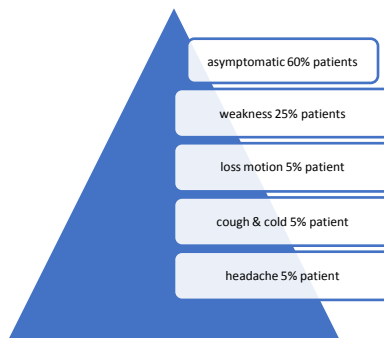 asymptomatic 60% patients
weakness 25% patients
loss motion 5% patient
cough & cold 5% patient
headache 5% patient